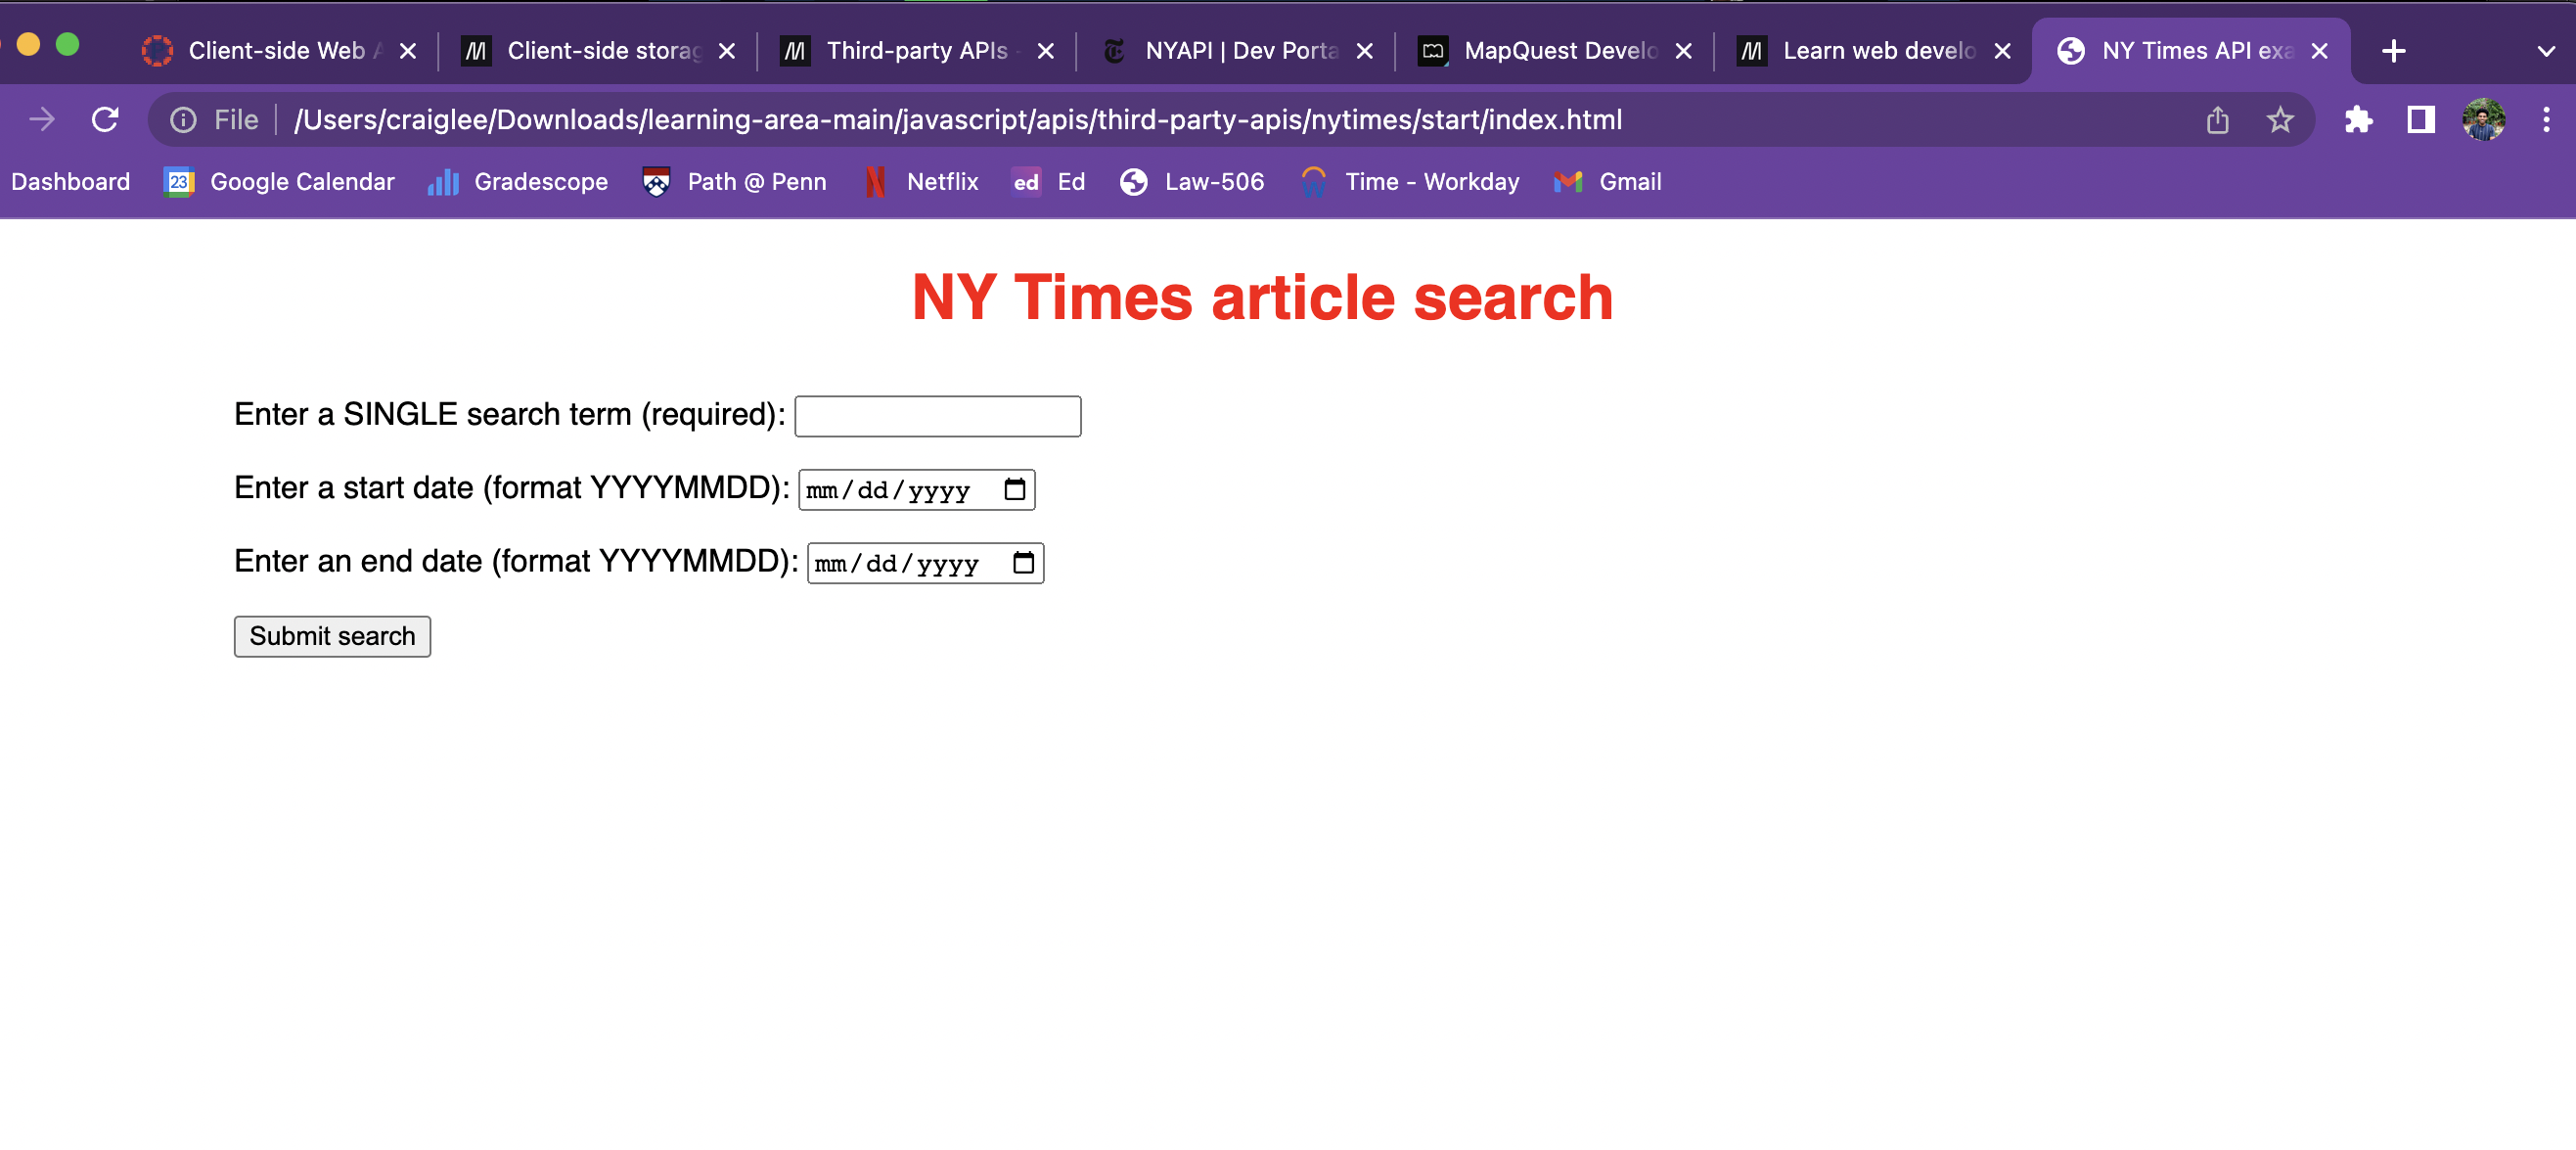 Client-side Web A
Client-side storag
Third-party APIs -
NYAPI | Dev Porta
MapQuest Develo
Learn web develo
NY Times API exa
File /Users/craiglee/Downloads/learning-area-main/javascript/apis/third-party-apis/nytimes/start/index.html
Dashboard 23 Google Calendar Gradescope Path @ Penn Netflix ed Ed Law-506 Time - Workday Gmail
NY Times article search
Enter a SINGLE search term (required):
Enter a start date (format YYYYMMDD): mm/dd/yyyy
Enter an end date (format YYYYMMDD): mm/dd/yyyy
Submit search